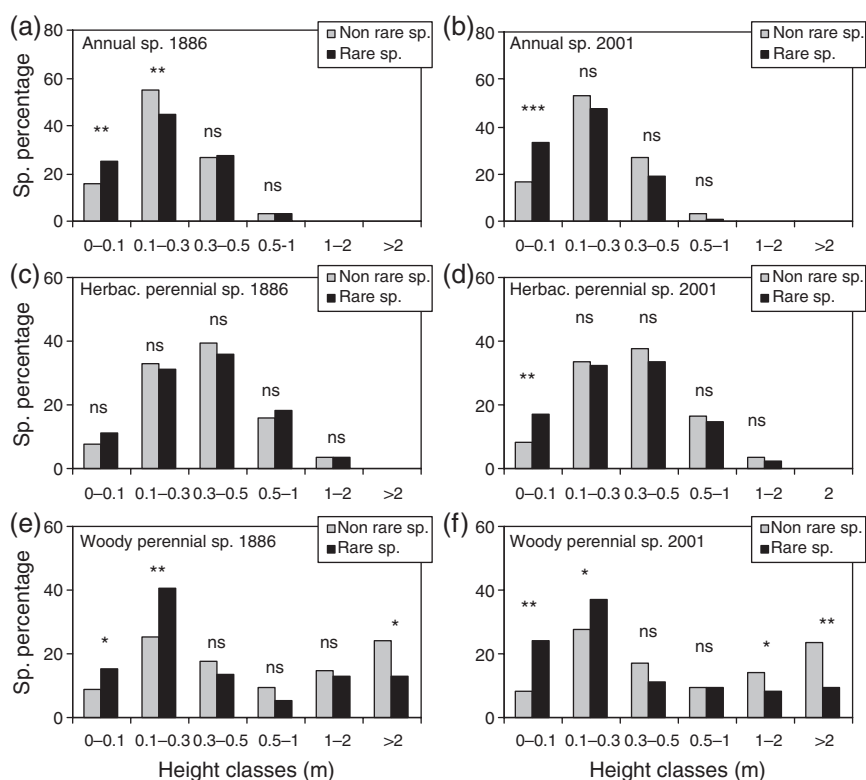 (a)
Annual sp. 1886
Non rare sp.
Rare sp.
Sp. percentage
80
60
40
20
0
**
**
ns
ns
0–0.1 0.1–0.3 0.3–0.5 0.5-1 1–2 >2
(b)
Annual sp. 2001
Non rare sp.
Rare sp.
80
60
40
20
0
***
ns
ns
ns
0–0.1 0.1–0.3 0.3–0.5 0.5–1 1–2 >2
(c)
Herbac. perennial sp. 1886
Non rare sp.
Rare sp.
Sp. percentage
60
40
20
0
ns
ns
ns
ns
ns
0–0.1 0.1–0.3 0.3–0.5 0.5–1 1–2 >2
(d)
Herbac. perennial sp. 2001
Non rare sp.
Rare sp.
60
40
20
0
**
ns
ns
ns
ns
0–0.1 0.1–0.3 0.3–0.5 0.5–1 1–2 2
(e)
Woody perennial sp. 1886
Non rare sp.
Rare sp.
Sp. percentage
60
40
20
0
*
**
ns
ns
ns
*
0–0.1 0.1–0.3 0.3–0.5 0.5–1 1–2 >2
Height classes (m)
(f)
Woody perennial sp. 2001
Non rare sp.
Rare sp.
60
40
20
0
**
*
ns
ns
*
**
0–0.1 0.1–0.3 0.3–0.5 0.5–1 1–2 >2
Height classes (m)